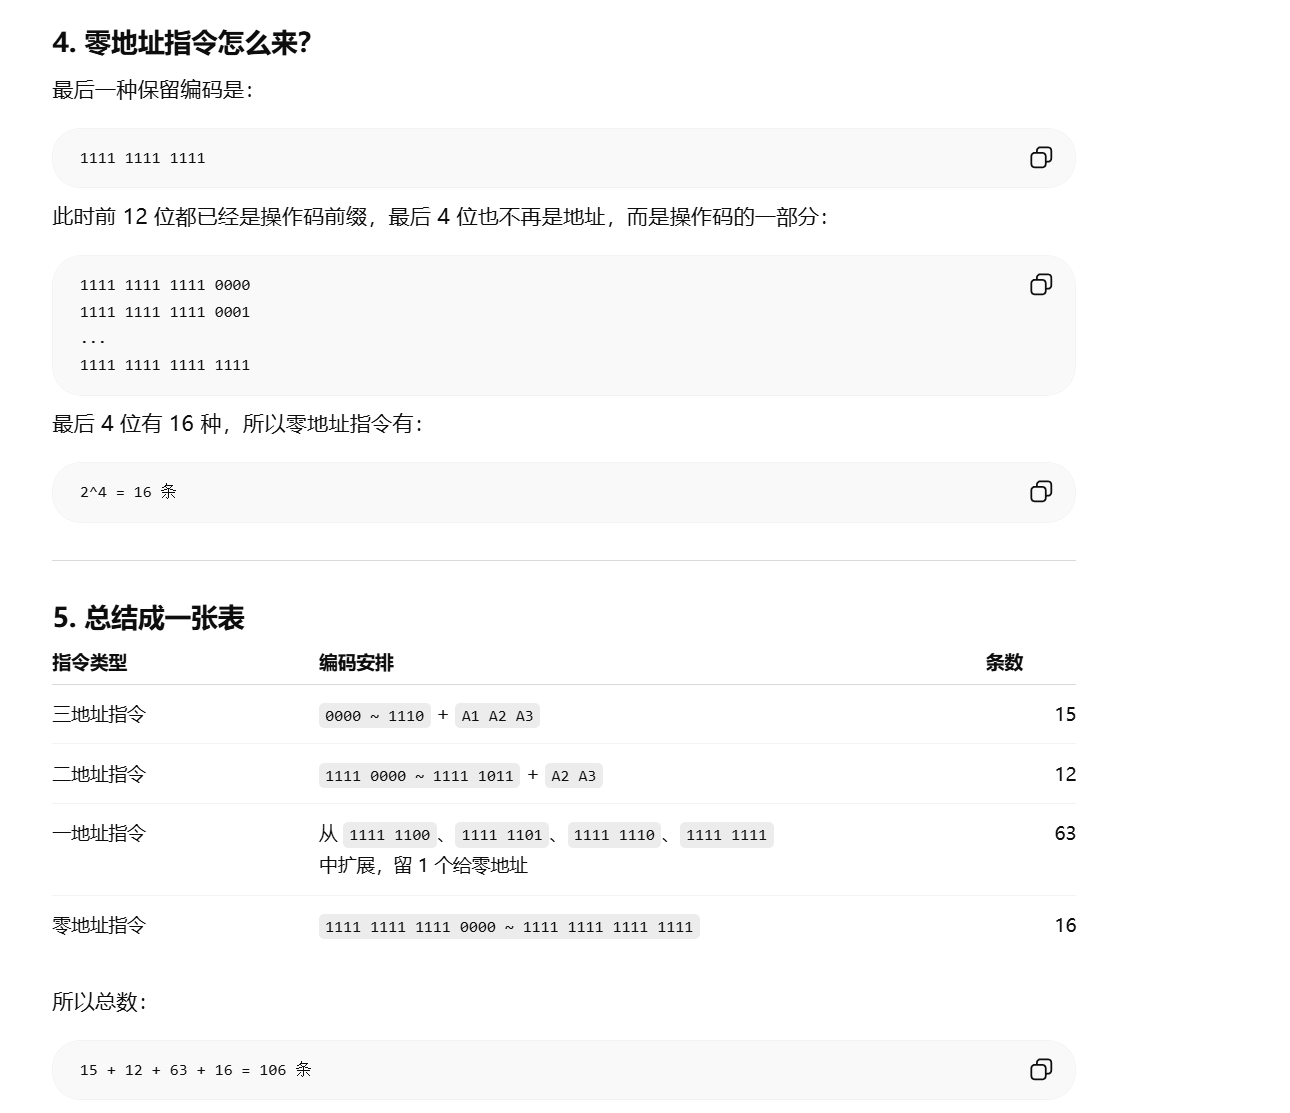 4. 零地址指令怎么来?
最后一种保留编码是：
1111 1111 1111
此时前 12 位都已经是操作码前缀，最后 4 位也不再是地址，而是操作码的一部分：
1111 1111 1111 0000
1111 1111 1111 0001
...
1111 1111 1111 1111
最后 4 位有 16 种，所以零地址指令有：
2^4 = 16 条
5. 总结成一张表
指令类型 编码安排 条数
三地址指令 0000 ~ 1110 + A1 A2 A3 15
二地址指令 1111 0000 ~ 1111 1011 + A2 A3 12
一地址指令 从 1111 1100、1111 1101、1111 1110、1111 1111 63
中扩展，留 1 个给零地址
零地址指令 1111 1111 1111 0000 ~ 1111 1111 1111 1111 16
所以总数：
15 + 12 + 63 + 16 = 106 条